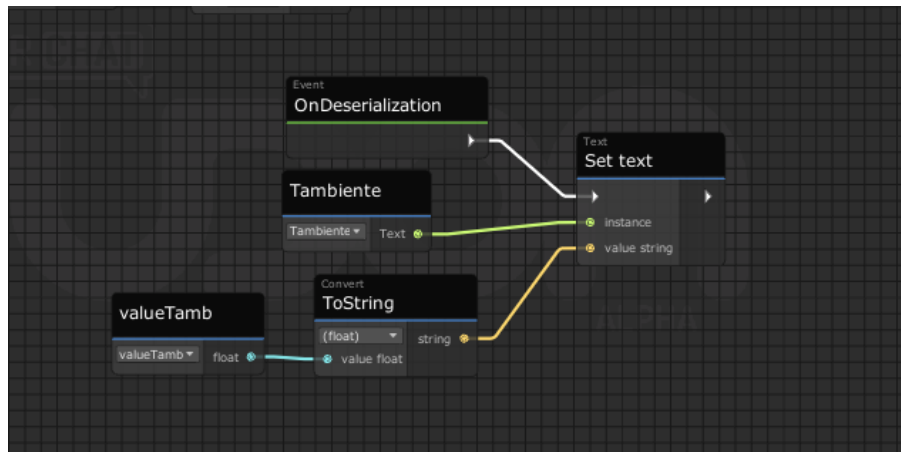 Event
OnDeserialization
Text
Set text
instance
value string
Tambiente
Tambiente
Text
Convert
ToString
(float)
string
value float
valueTamb
valueTamb
float